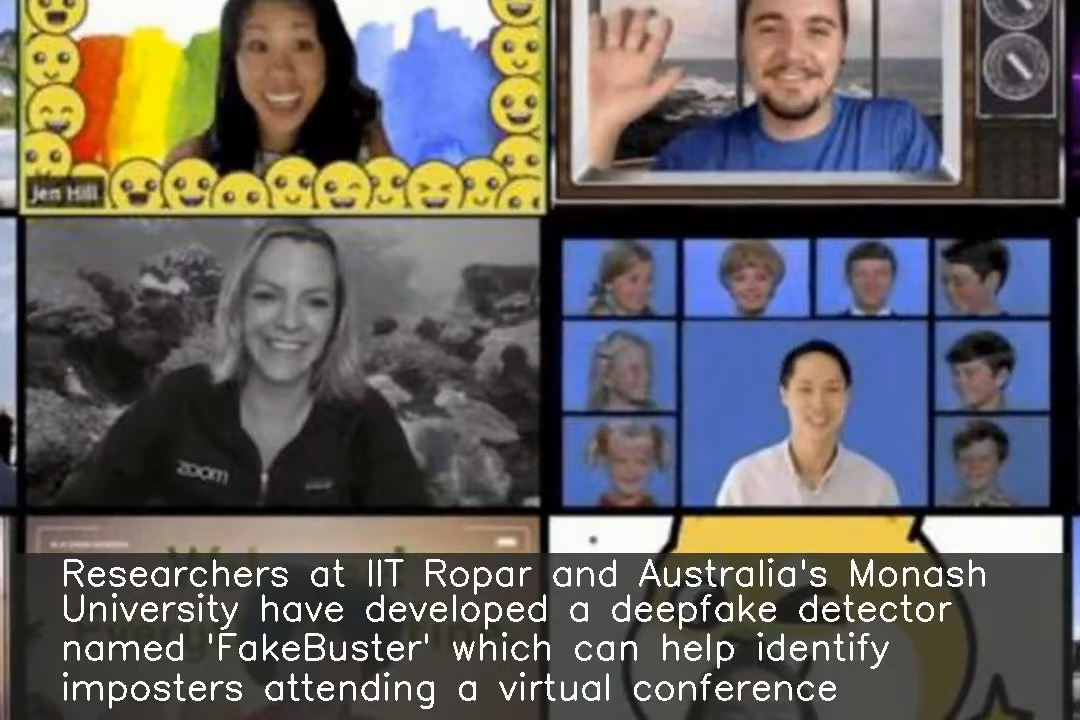 Jen Hill
zoom
Researchers at IIT Ropar and Australia's Monash
University have developed a deepfake detector
named 'FakeBuster' which can help identify
imposters attending a virtual conference